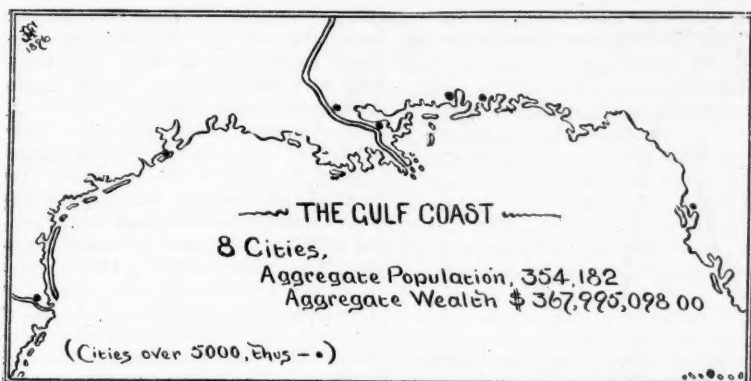 1896
THE GULF COAST
8 Cities,
Aggregate Population, 354,182
Aggregate Wealth $ 367,995,098 00
(Cities over 5000, thus — •)